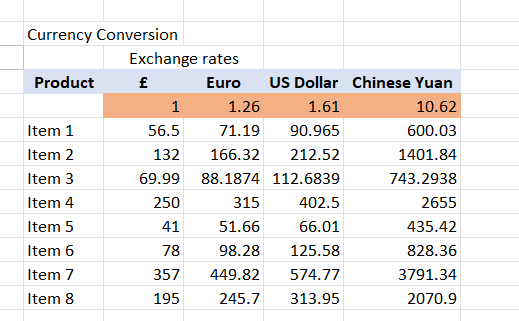 Currency Conversion
Exchange rates
Product £ Euro US Dollar Chinese Yuan
1 1.26 1.61 10.62
Item 1 56.5 71.19 90.965 600.03
Item 2 132 166.32 212.52 1401.84
Item 3 69.99 88.1874 112.6839 743.2938
Item 4 250 315 402.5 2655
Item 5 41 51.66 66.01 435.42
Item 6 78 98.28 125.58 828.36
Item 7 357 449.82 574.77 3791.34
Item 8 195 245.7 313.95 2070.9